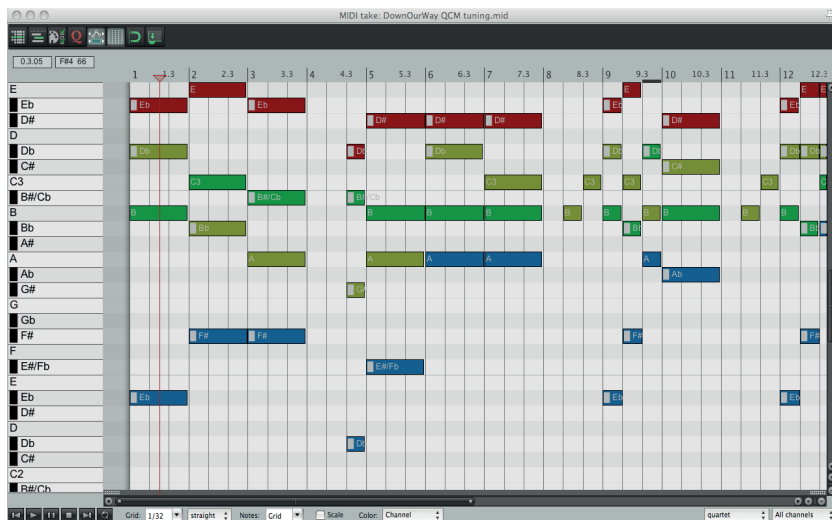 MIDI take: DownOurWay QCM tuning.mid
Q
0.3.05 F#4 66
1 1.3 2 2.3 3 3.3 4 4.3 5 5.3 6 6.3 7 7.3 8 8.3 9 9.3 10 10.3 11 11.3 12 12.3
E E E E
Eb Eb Eb Eb Eb
D# D# D# D# D#
D
Db Db Db Db Db Db Db Db
C# C#
C3 C3 C3 C3 C3 C3
B#/Cb B#/Cb
B B B B B B B B B B B
Bb Bb Bb Bb
A#
A A A A A A
Ab Ab
G#
G
Gb
F# F# F# F# F#
F
E#/Fb E#/Fb
E
Eb Eb Eb Eb
D#
D
Db Db
C#
C2
B#/Cb
Grid: 1/32 straight Notes: Grid Scale Color: Channel quartet All channels